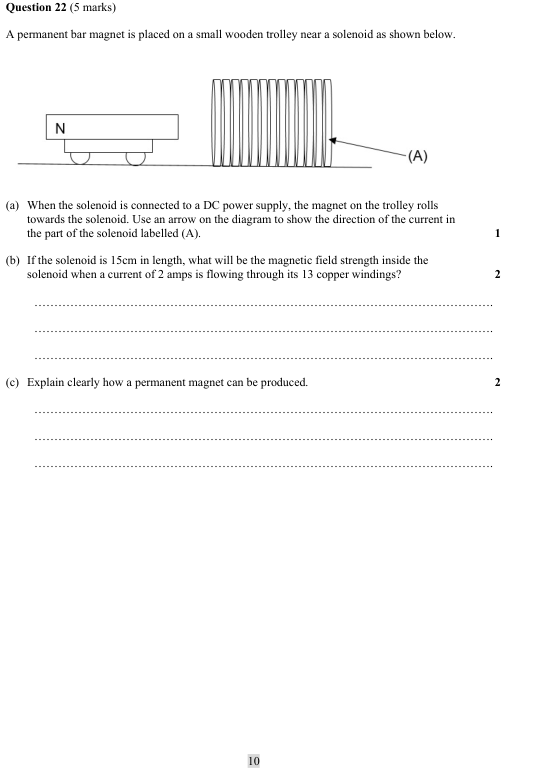 Question 22 (5 marks)
A permanent bar magnet is placed on a small wooden trolley near a solenoid as shown below.
N
(A)
(a) When the solenoid is connected to a DC power supply, the magnet on the trolley rolls
towards the solenoid. Use an arrow on the diagram to show the direction of the current in
the part of the solenoid labelled (A). 1
(b) If the solenoid is 15cm in length, what will be the magnetic field strength inside the
solenoid when a current of 2 amps is flowing through its 13 copper windings? 2
(c) Explain clearly how a permanent magnet can be produced. 2
10